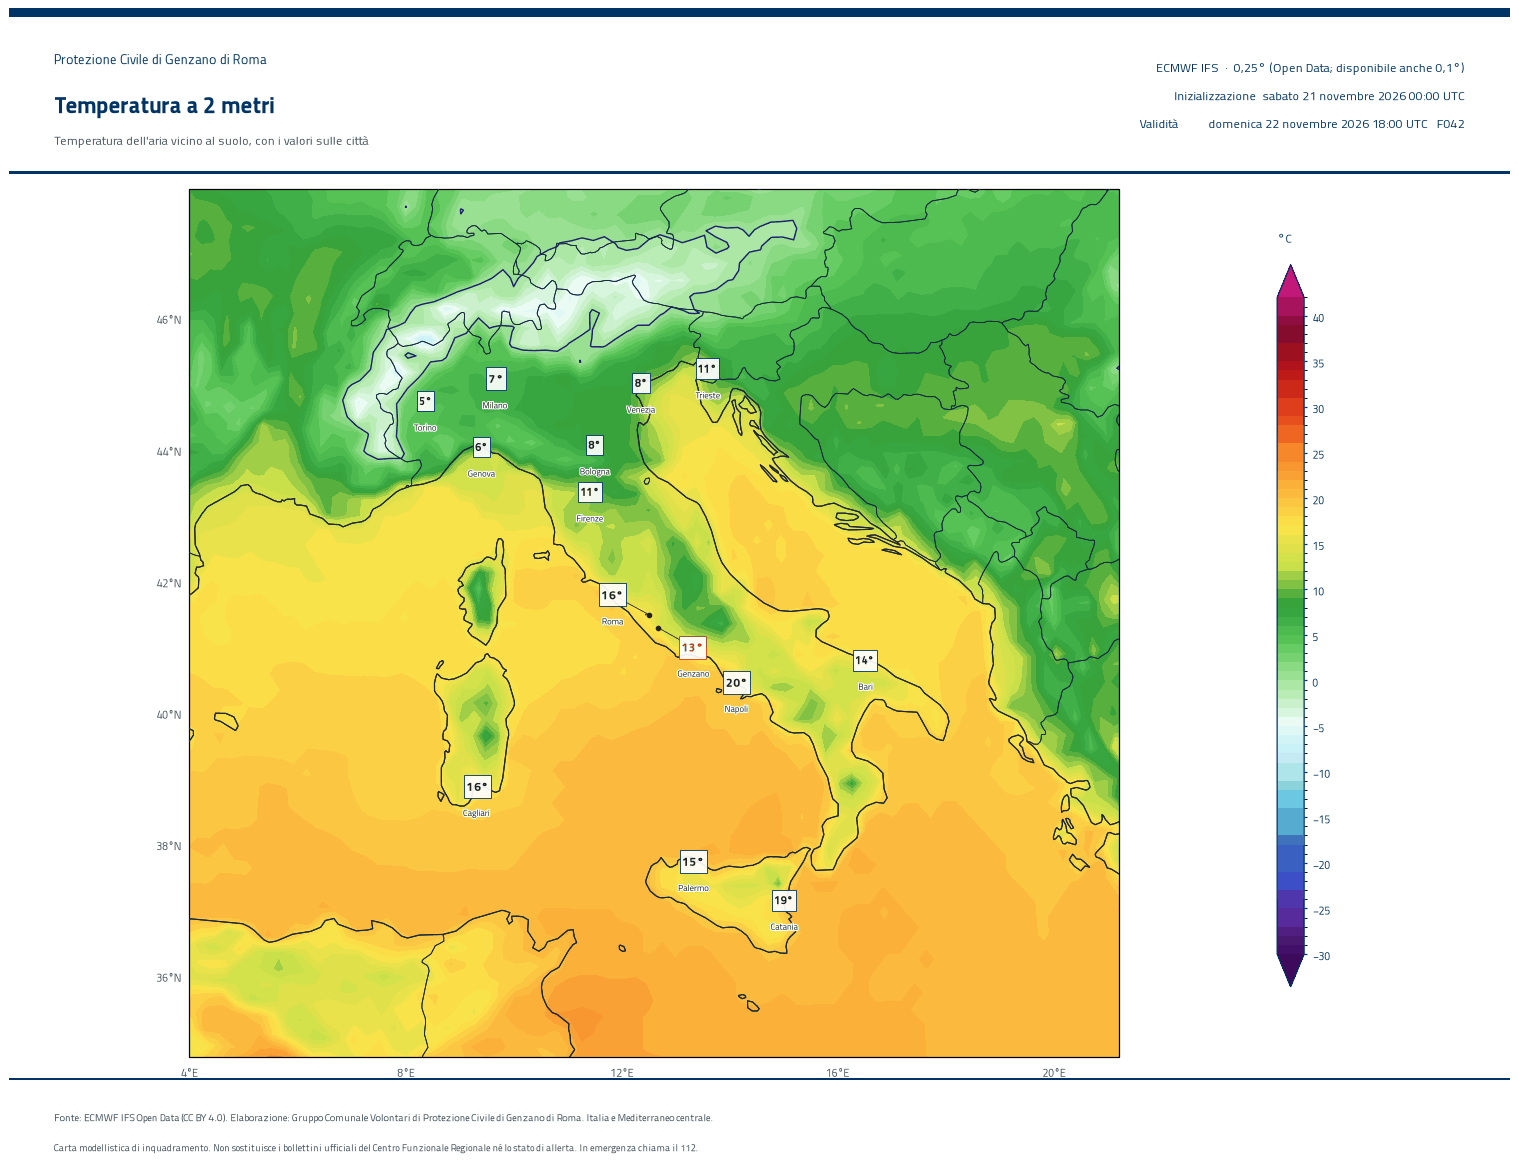 Protezione Civile di Genzano di Roma
Temperatura a 2 metri
Temperatura dell'aria vicino al suolo, con i valori sulle città
ECMWF IFS · 0,25° (Open Data; disponibile anche 0,1°)
Inizializzazione sabato 21 novembre 2026 00:00 UTC
Validità domenica 22 novembre 2026 18:00 UTC F042
46°N
44°N
42°N
40°N
38°N
36°N
4°E
8°E
12°E
16°E
20°E
5°
Torino
7°
Milano
8°
Venezia
11°
Trieste
6°
Genova
8°
Bologna
11°
Firenze
16°
Roma
13°
Genzano
20°
Napoli
14°
Bari
16°
Cagliari
15°
Palermo
19°
Catania
°C
40
35
30
25
20
15
10
5
0
−5
−10
−15
−20
−25
−30
Fonte: ECMWF IFS Open Data (CC BY 4.0). Elaborazione: Gruppo Comunale Volontari di Protezione Civile di Genzano di Roma. Italia e Mediterraneo centrale.
Carta modellistica di inquadramento. Non sostituisce i bollettini ufficiali del Centro Funzionale Regionale né lo stato di allerta. In emergenza chiama il 112.